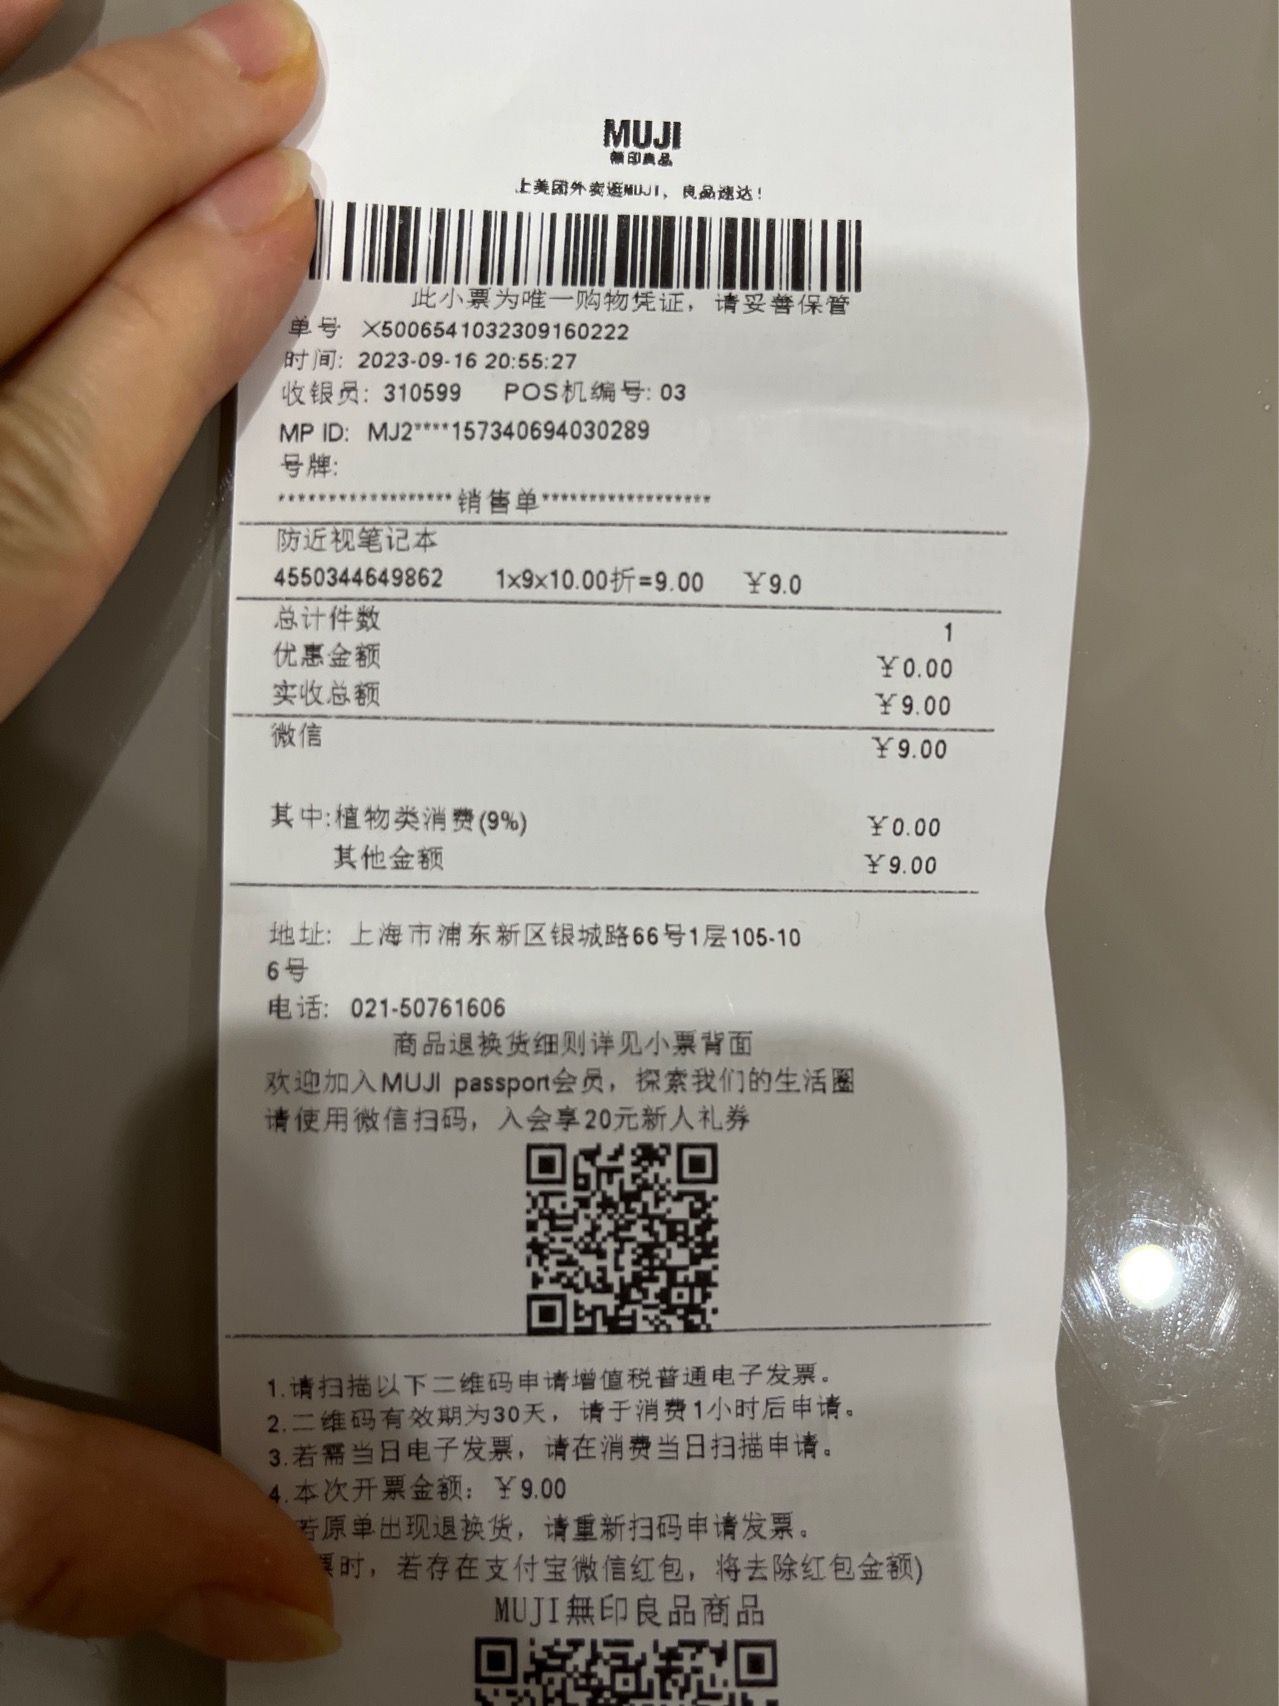 MUJI
無印良品
上美团外卖逛MUJI，良品速达！
此小票为唯一购物凭证，请妥善保管
单号 X5006541032309160222
时间: 2023-09-16 20:55:27
收银员: 310599 POS机编号: 03
MP ID: MJ2****157340694030289
号牌:
******************销售单******************
防近视笔记本
4550344649862 1x9x10.00折=9.00 ￥9.0
总计件数 1
优惠金额 ￥0.00
实收总额 ￥9.00
微信 ￥9.00
其中:植物类消费(9%) ￥0.00
其他金额 ￥9.00
地址: 上海市浦东新区银城路66号1层105-10
6号
电话: 021-50761606
商品退换货细则详见小票背面
欢迎加入MUJI passport会员，探索我们的生活圈
请使用微信扫码，入会享20元新人礼券
1.请扫描以下二维码申请增值税普通电子发票。
2.二维码有效期为30天，请于消费1小时后申请。
3.若需当日电子发票，请在消费当日扫描申请。
4.本次开票金额: ￥9.00
若原单出现退换货，请重新扫码申请发票。
票时，若存在支付宝微信红包，将去除红包金额)
MUJI無印良品商品